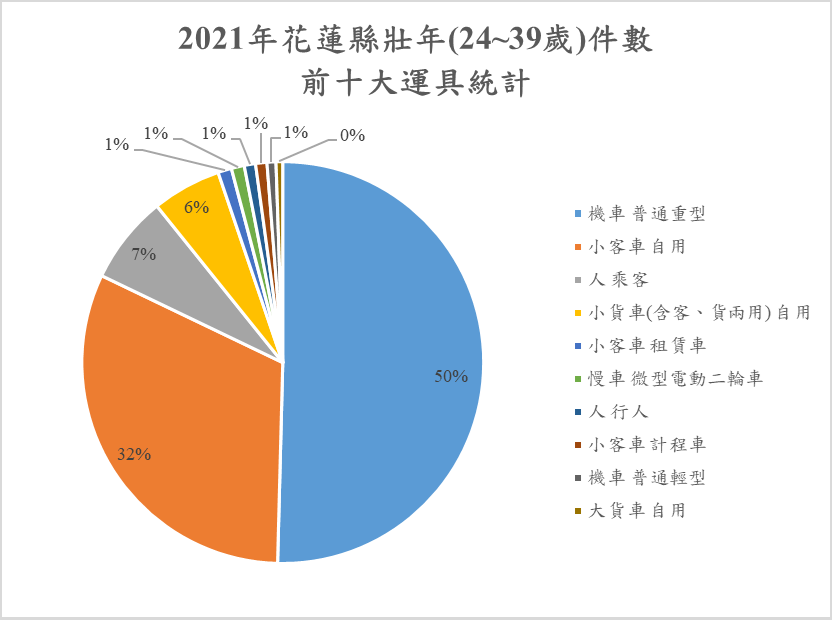 2021年花蓮縣壯年(24~39歲)件數
前十大運具統計
1%
1%
1%
1%
1%
0%
6%
7%
50%
32%
機車 普通重型
小客車 自用
人 乘客
小貨車(含客、貨兩用) 自用
小客車 租賃車
慢車 微型電動二輪車
人 行人
小客車 計程車
機車 普通輕型
大貨車 自用